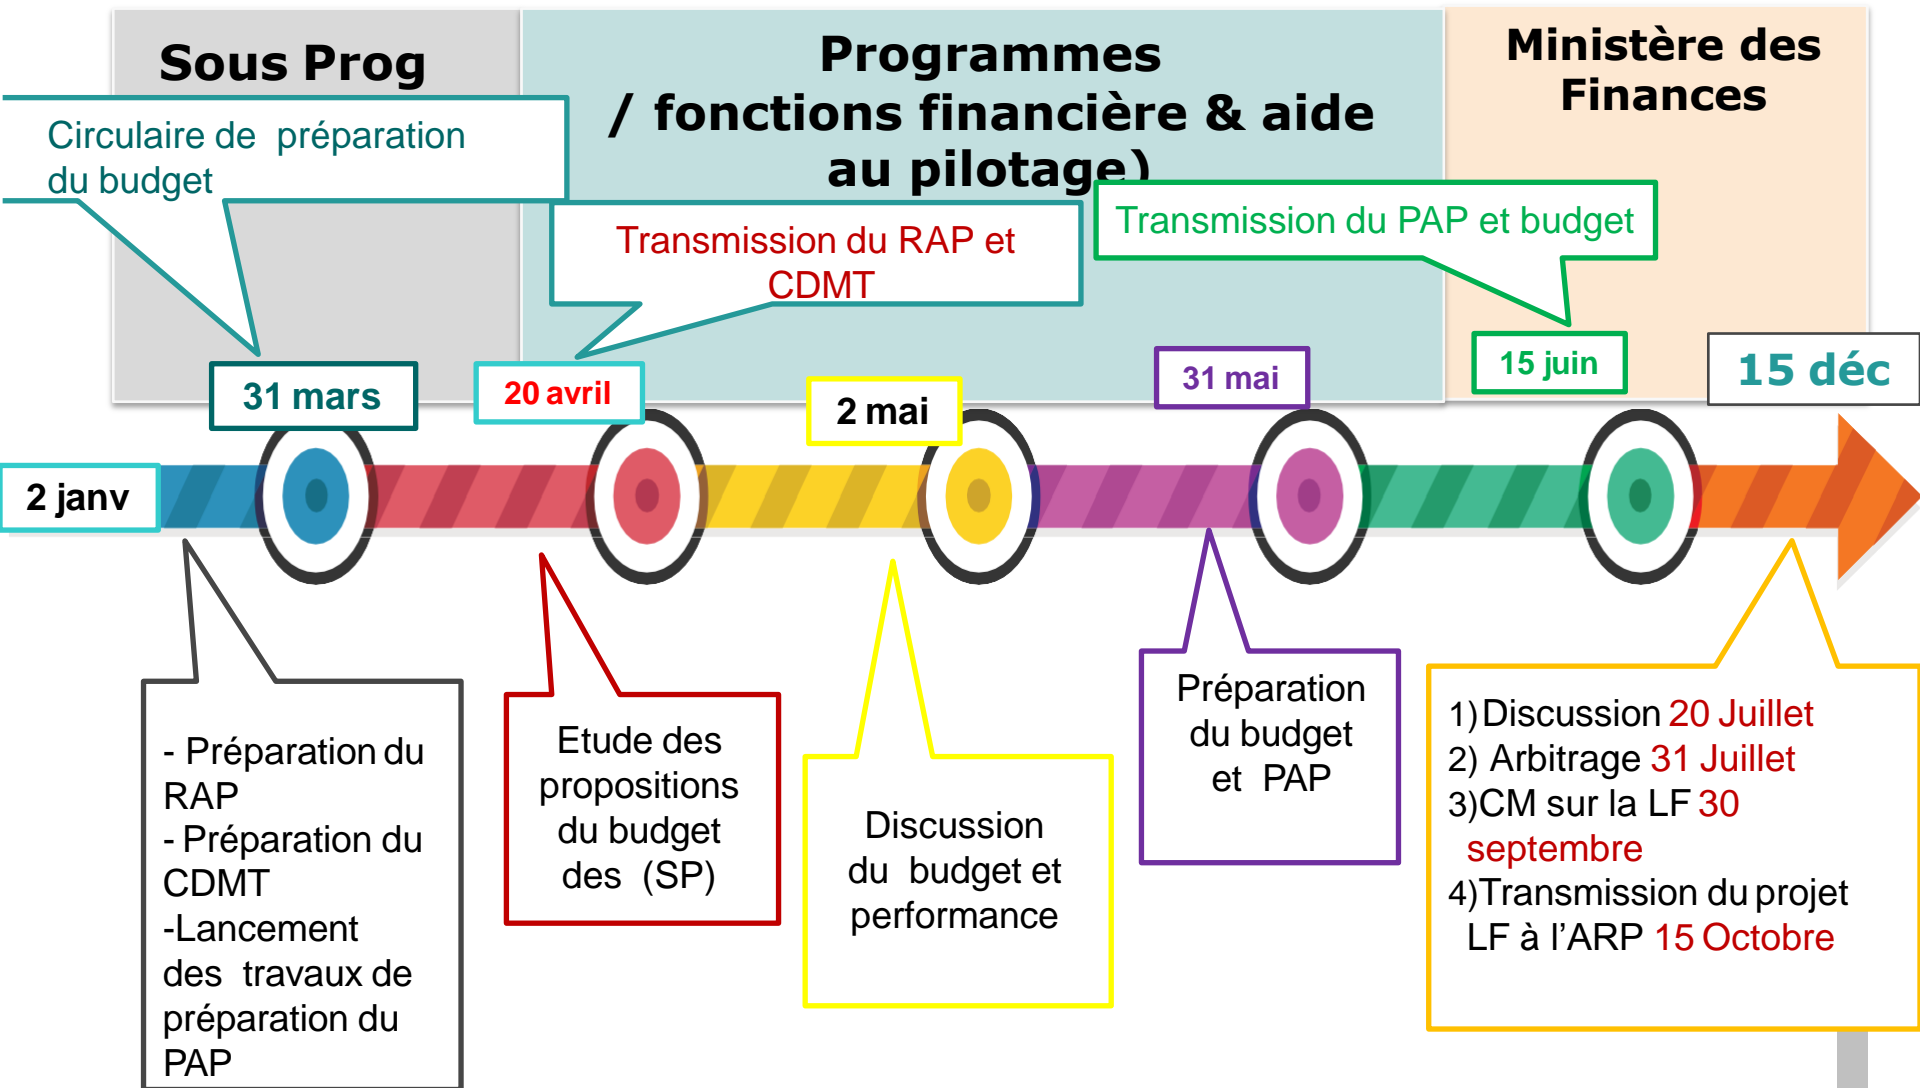 Sous Prog
Programmes
/ fonctions financière & aide
au pilotage)
Ministère des
Finances
Circulaire de préparation
du budget
Transmission du RAP et
CDMT
Transmission du PAP et budget
31 mars
20 avril
2 mai
31 mai
15 juin
15 déc
2 janv
- Préparation du
RAP
- Préparation du
CDMT
-Lancement
des travaux de
préparation du
PAP
Etude des
propositions
du budget
des (SP)
Discussion
du budget et
performance
Préparation
du budget
et PAP
1)Discussion 20 Juillet
2) Arbitrage 31 Juillet
3)CM sur la LF 30
septembre
4)Transmission du projet
LF à l’ARP 15 Octobre